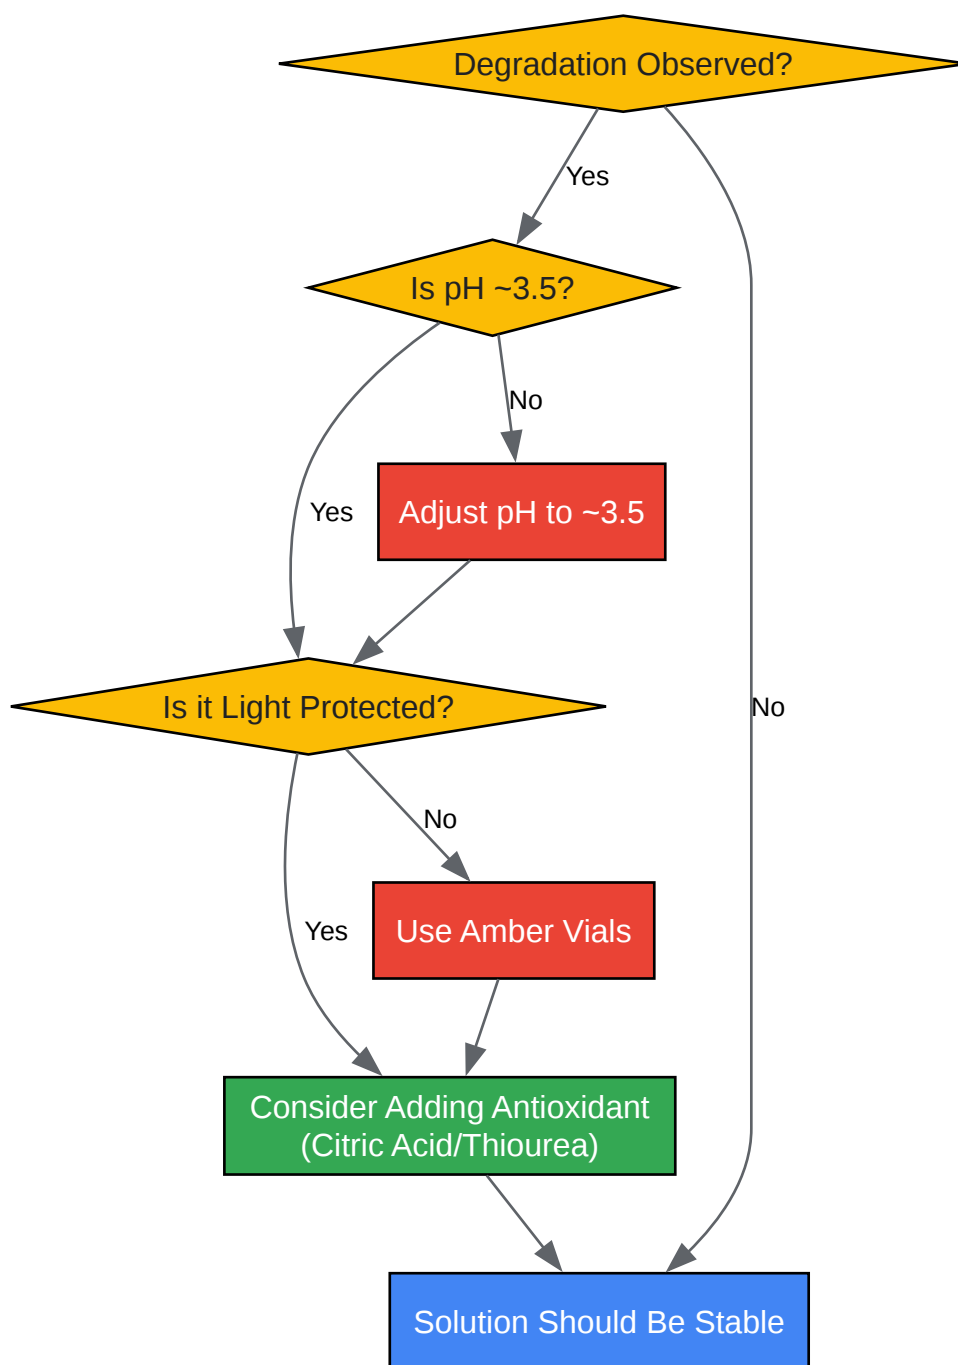 Degradation Observed?
Yes
Is pH ~3.5?
No
Adjust pH to ~3.5
Yes
Is it Light Protected?
No
No
Use Amber Vials
Yes
Consider Adding Antioxidant
(Citric Acid/Thiourea)
Solution Should Be Stable